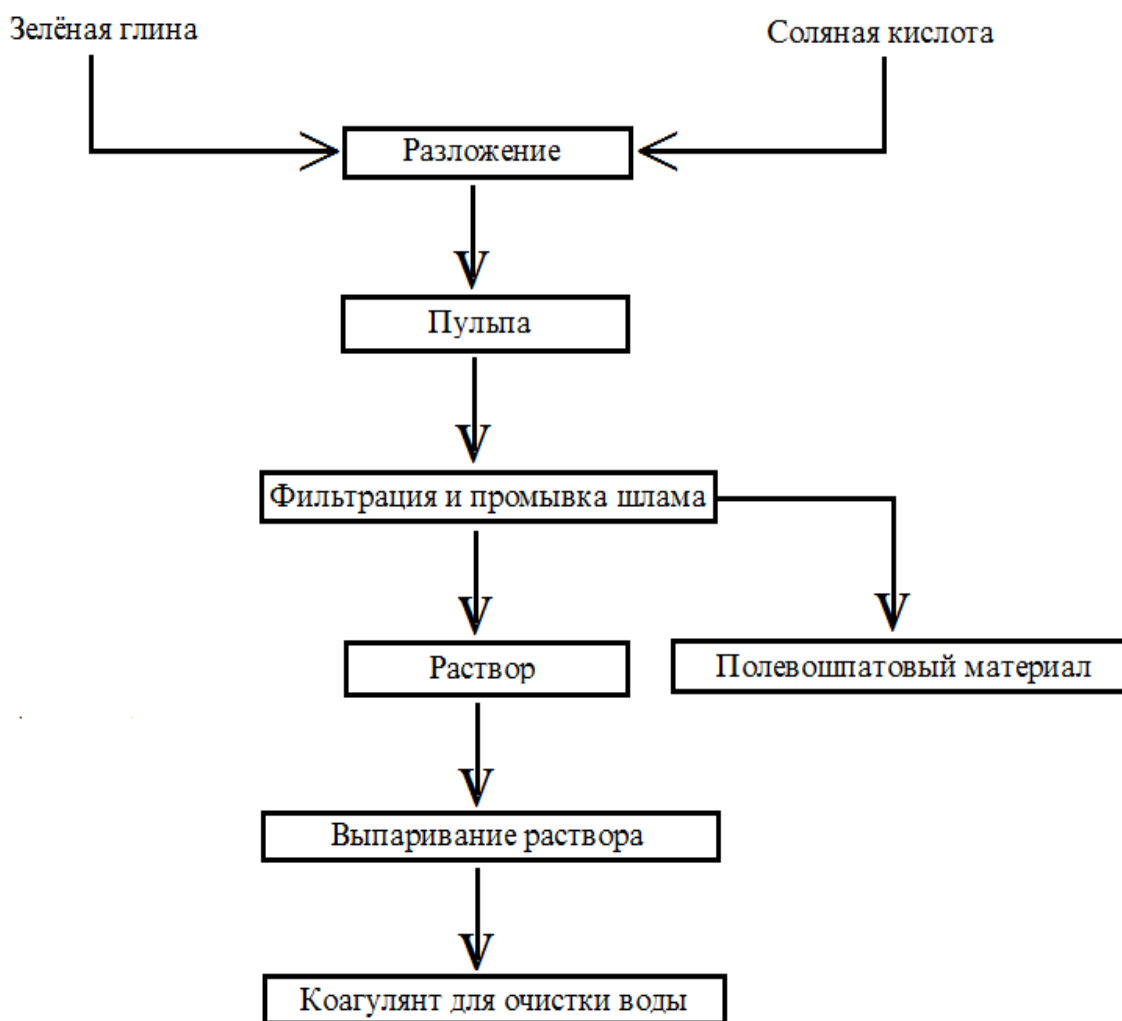 Зелёная глина
Соляная кислота
Разложение
Пульпа
Фильтрация и промывка шлама
Раствор
Полевошпатовый материал
Выпаривание раствора
Коагулянт для очистки воды